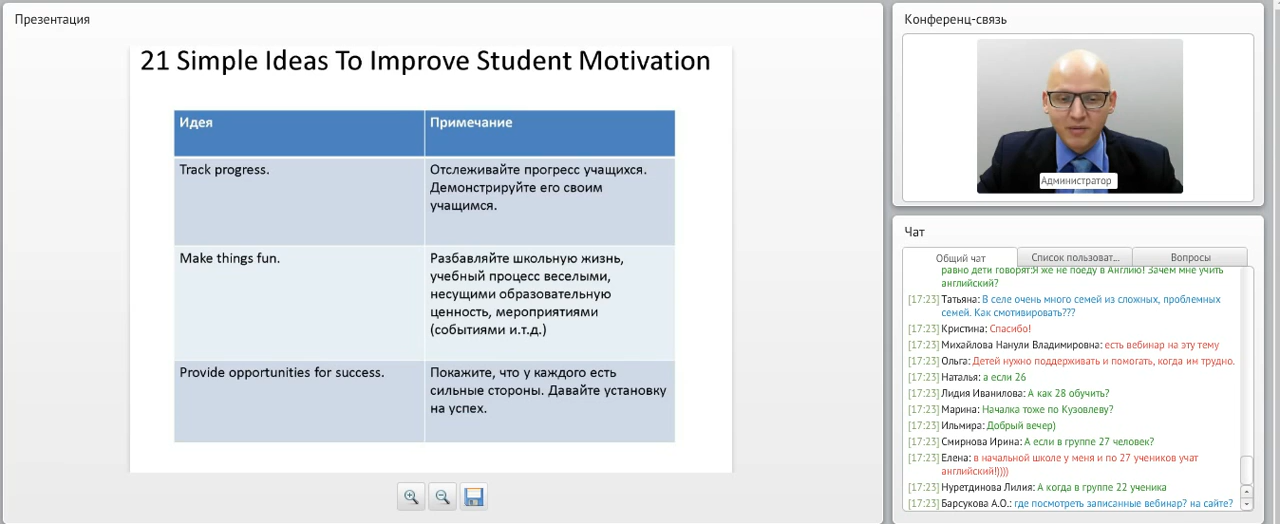 Презентация
21 Simple Ideas To Improve Student Motivation
Идея
Примечание
Track progress.
Отслеживайте прогресс учащихся.
Демонстрируйте его своим
учащимся.
Make things fun.
Разбавляйте школьную жизнь,
учебный процесс веселыми,
несущими образовательную
ценность, мероприятиями
(событиями и.т.д.)
Provide opportunities for success.
Покажите, что у каждого есть
сильные стороны. Давайте установку
на успех.
Конференц-связь
Администратор
Чат
Общий чат
Список пользоват...
Вопросы
равно дети говорят:Я же не поеду в Англию! Зачем мне учить
английский?
[17:23] Татьяна: В селе очень много семей из сложных, проблемных
семей. Как смотивировать???
[17:23] Кристина: Спасибо!
[17:23] Михайлова Нанули Владимировна: есть вебинар на эту тему
[17:23] Ольга: Детей нужно поддерживать и помогать, когда им трудно.
[17:23] Наталья: а если 26
[17:23] Лидия Иванилова: А как 28 обучить?
[17:23] Марина: Началка тоже по Кузовлеву?
[17:23] Ильмира: Добрый вечер)
[17:23] Смирнова Ирина: А если в группе 27 человек?
[17:23] Елена: в начальной школе у меня и по 27 учеников учат
английский!))))
[17:23] Нуретдинова Лилия: А когда в группе 22 ученика
[17:23] Барсукова А.О.: где посмотреть записанные вебинар? на сайте?